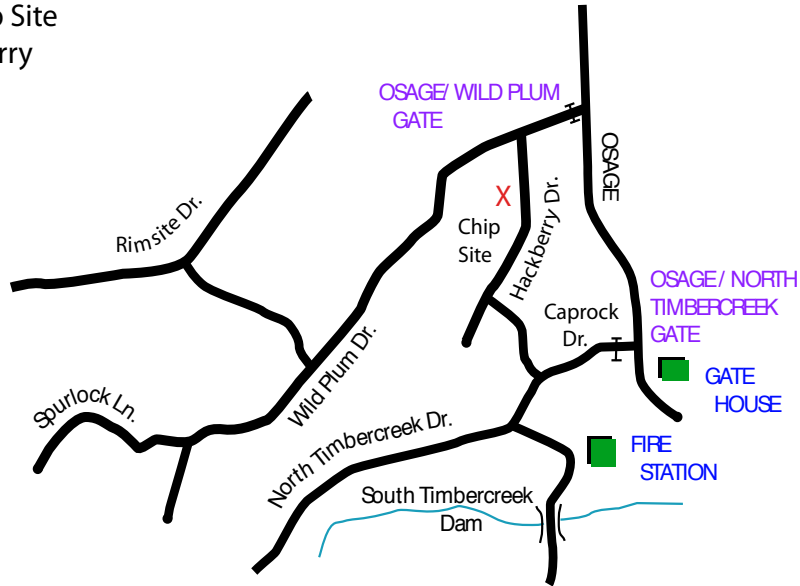 Site
rry
OSAGE/ WILD PLUM
GATE
OSAGE
Rimsite Dr.
X
Chip
Site
Hackberry Dr.
OSAGE / NORTH
TIMBERCREEK
GATE
Caprock
Dr.
Wild Plum Dr.
GATE
HOUSE
Spurlock Ln.
North Timbercreek Dr.
FIRE
STATION
South Timbercreek
Dam